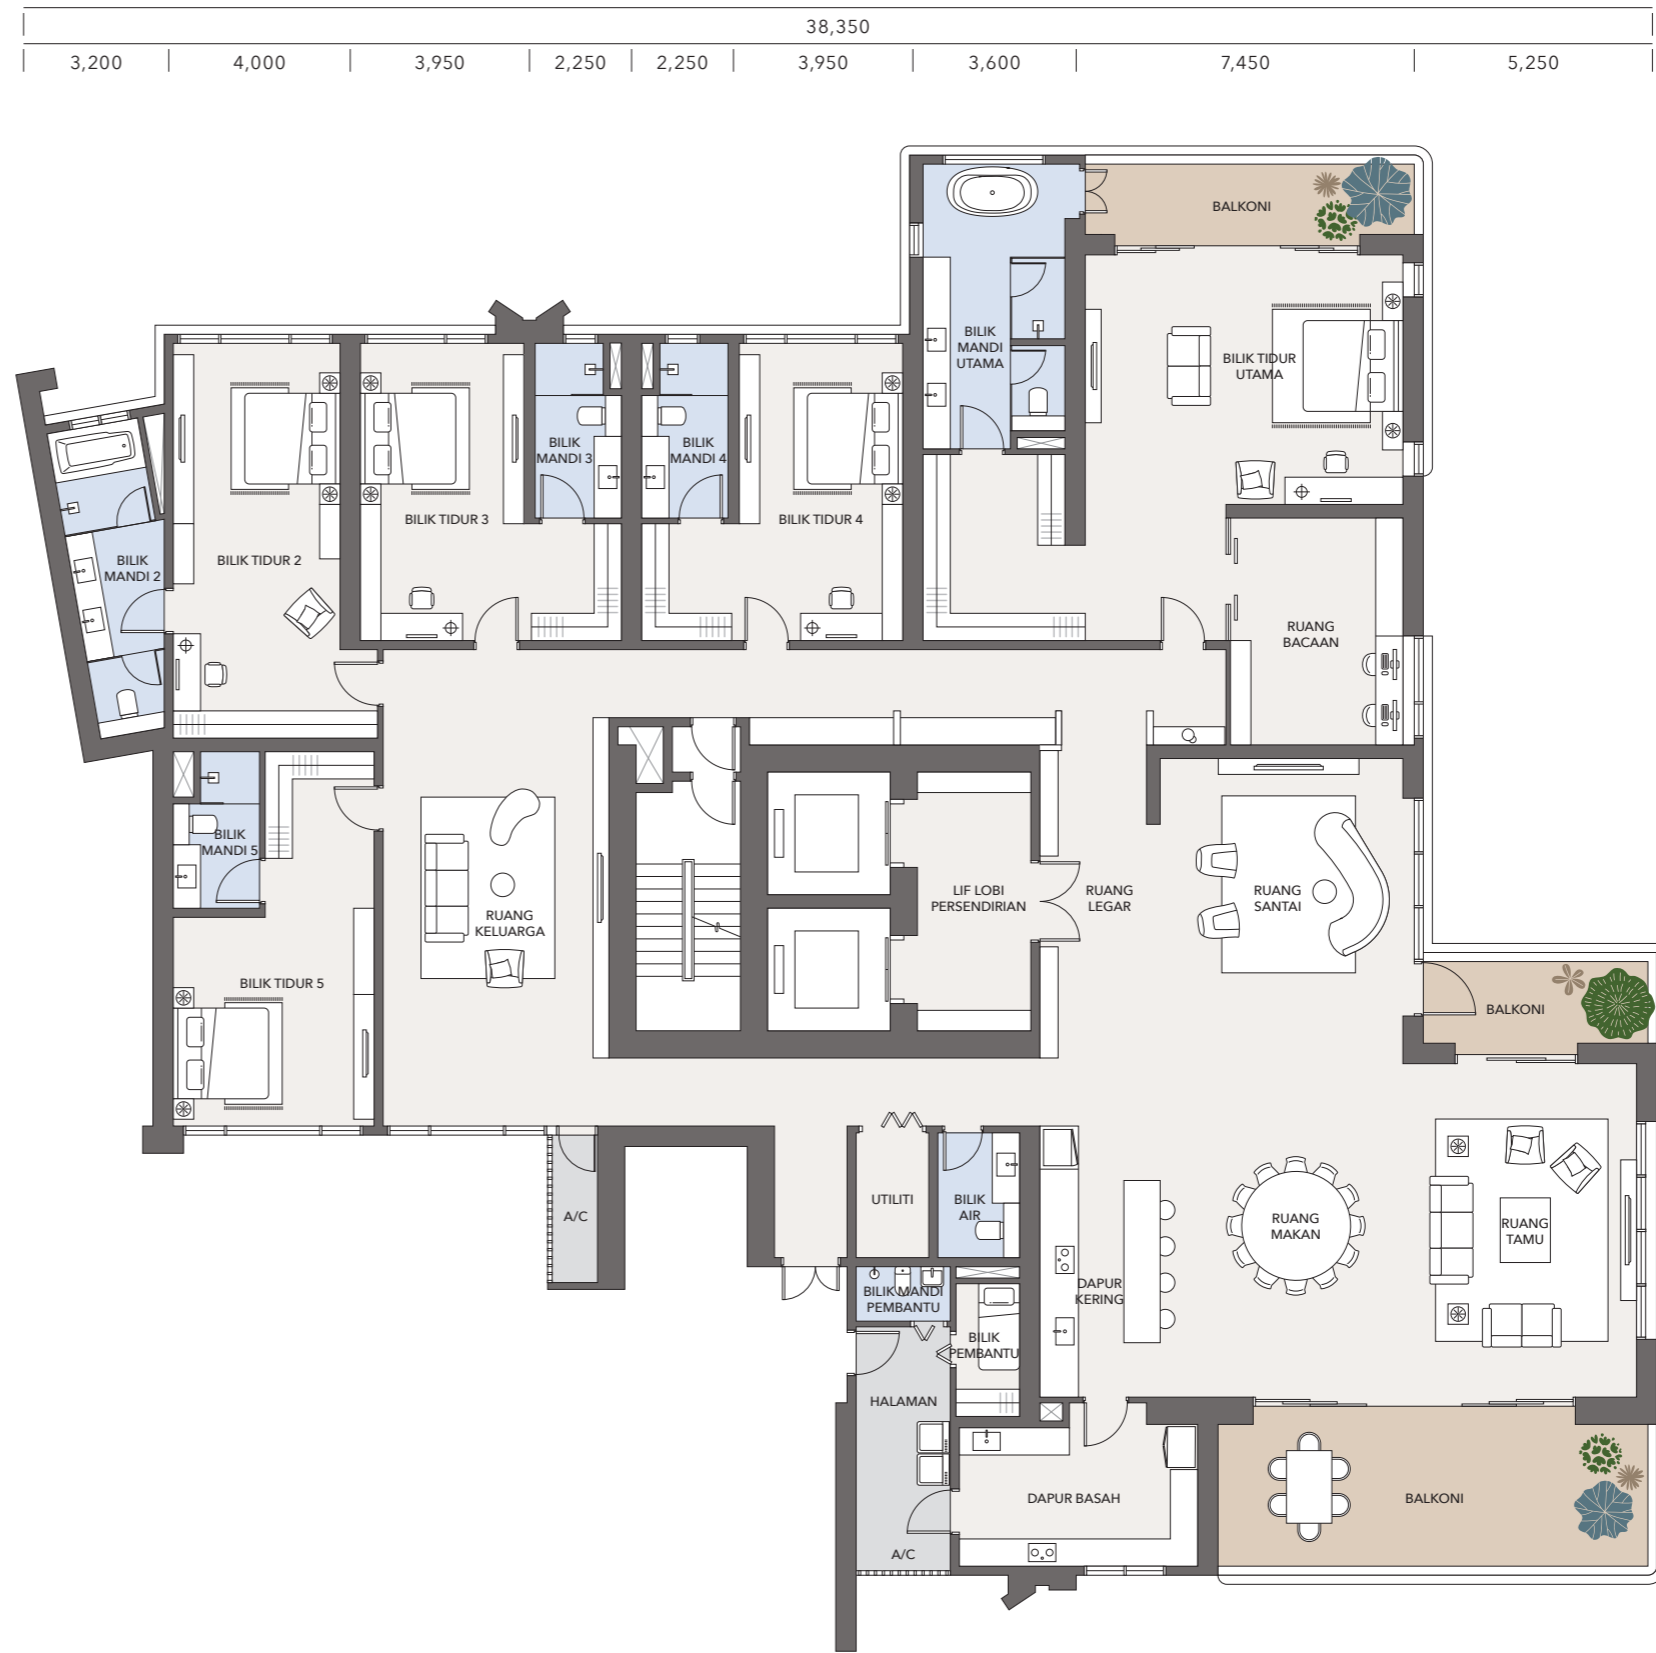 38,350
3,200 4,000 3,950 2,250 2,250 3,950 3,600 7,450 5,250
BALKONI
BILIK
MANDI
UTAMA
BILIK TIDUR
UTAMA
BILIK
MANDI 3
BILIK
MANDI 4
BILIK TIDUR 3
BILIK TIDUR 4
BILIK
MANDI 2
BILIK TIDUR 2
RUANG
BACAAN
BILIK
MANDI 5
RUANG
KELUARGA
LIF LOBI
PERSENDIRIAN
RUANG
LEGAR
RUANG
SANTAI
BILIK TIDUR 5
BALKONI
A/C
UTILITI
BILIK
AIR
RUANG
MAKAN
RUANG
TAMU
DAPUR
KERING
BILIK MANDI
PEMBANTU
BILIK
PEMBANTU
HALAMAN
DAPUR BASAH
BALKONI
A/C